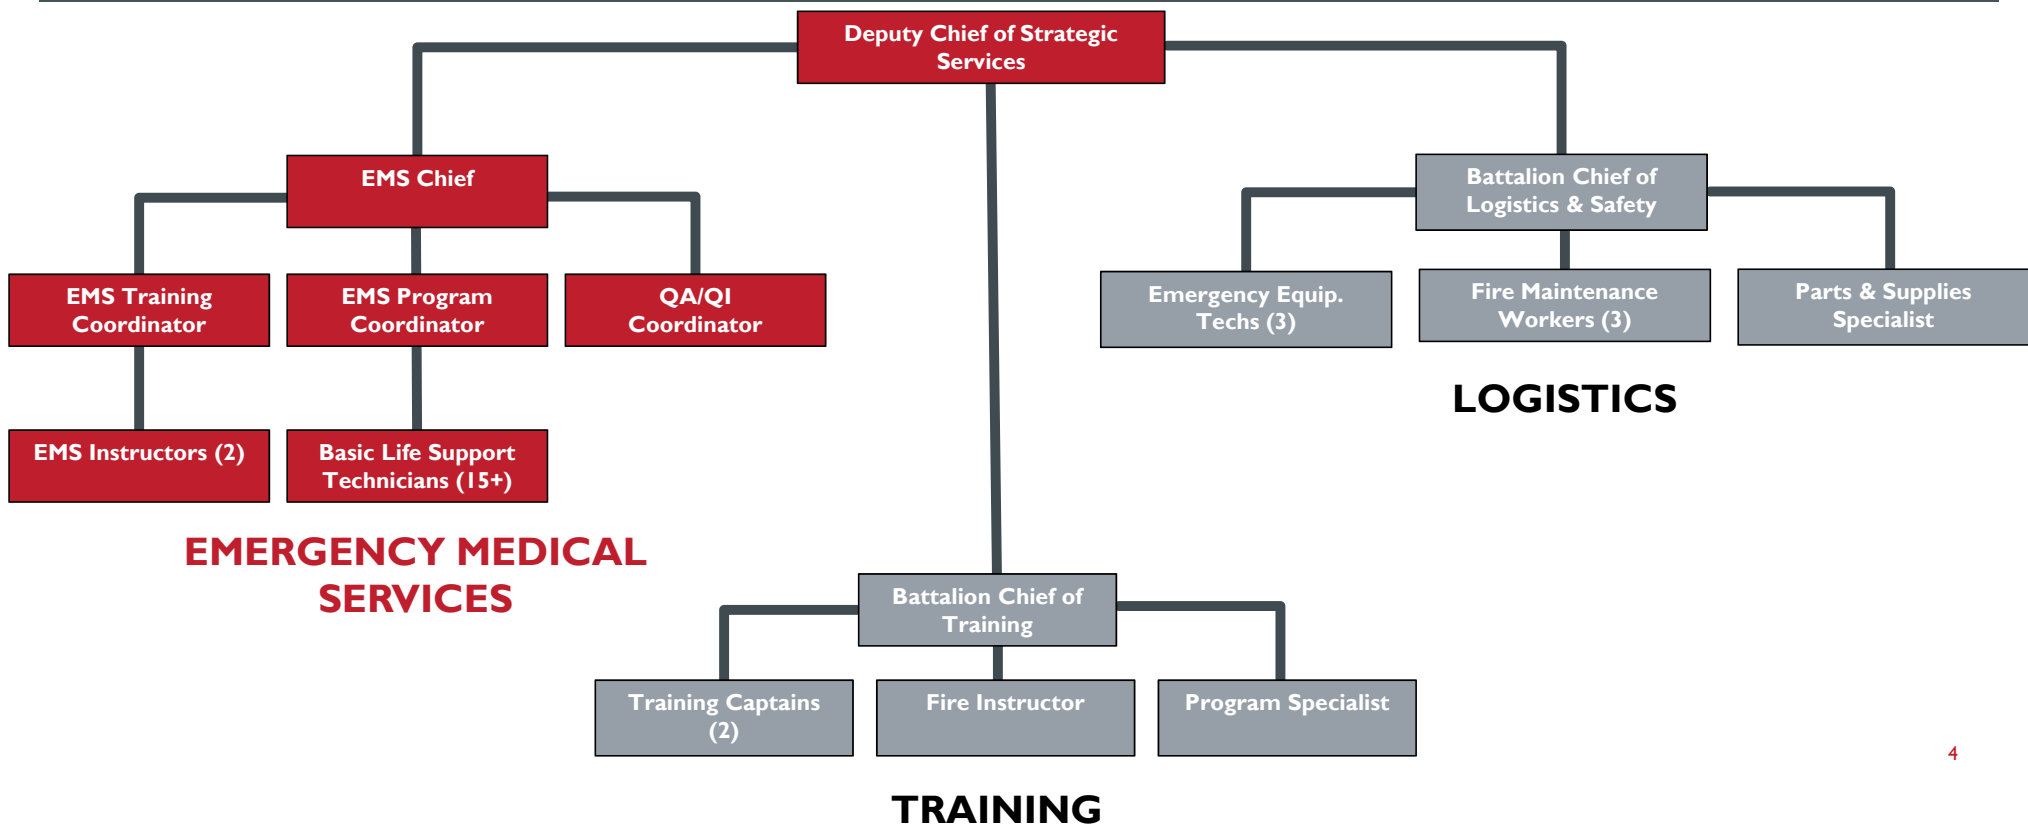 Deputy Chief of Strategic
Services
EMS Chief
Battalion Chief of
Logistics & Safety
EMS Training
Coordinator
EMS Program
Coordinator
QA/QI
Coordinator
Emergency Equip.
Techs (3)
Fire Maintenance
Workers (3)
Parts & Supplies
Specialist
LOGISTICS
EMS Instructors (2)
Basic Life Support
Technicians (15+)
EMERGENCY MEDICAL
SERVICES
Battalion Chief of
Training
Training Captains
(2)
Fire Instructor
Program Specialist
4
TRAINING